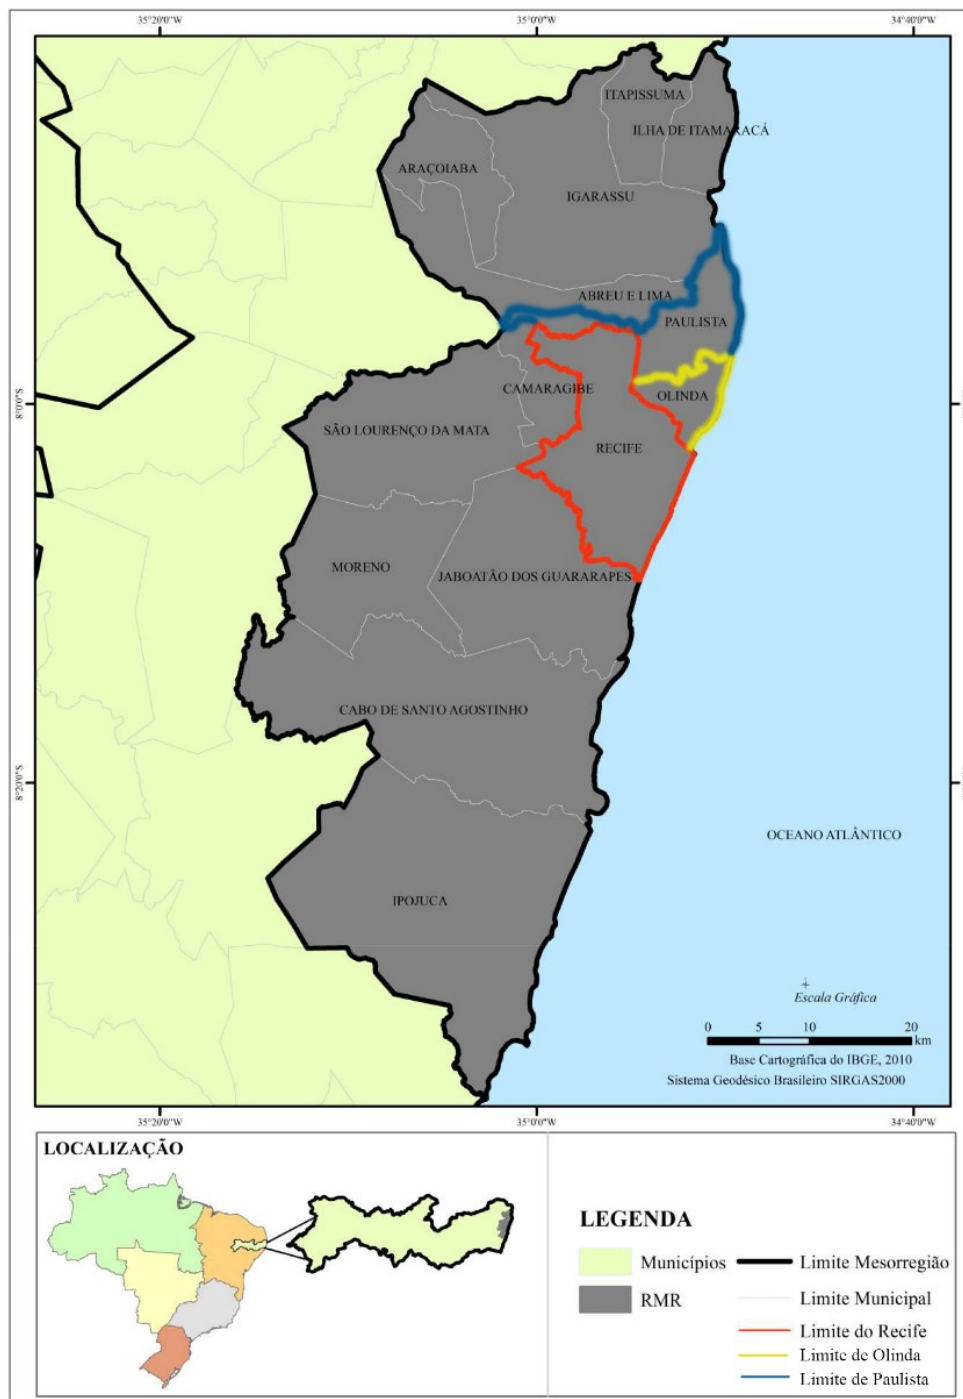 35°20'0"W
35°0'0"W
34°40'0"W
ITAPISSUMA
ILHA DE ITAMARACÁ
ARAÇOIABA
IGARASSU
ABREU E LIMA
PAULISTA
CAMARAGIBE
OLINDA
8°0'0"S
SÃO LOURENÇO DA MATA
RECIFE
MORENO
JABOATÃO DOS GUARARAPES
CABO DE SANTO AGOSTINHO
8°20'0"S
OCEANO ATLÂNTICO
IPOJUCA
Escala Gráfica
0 5 10 20
km
Base Cartográfica do IBGE, 2010
Sistema Geodésico Brasileiro SIRGAS2000
35°20'0"W
35°0'0"W
34°40'0"W
LOCALIZAÇÃO
LEGENDA
Municípios
RMR
Limite Mesorregião
Limite Municipal
Limite do Recife
Limite de Olinda
Limite de Paulista